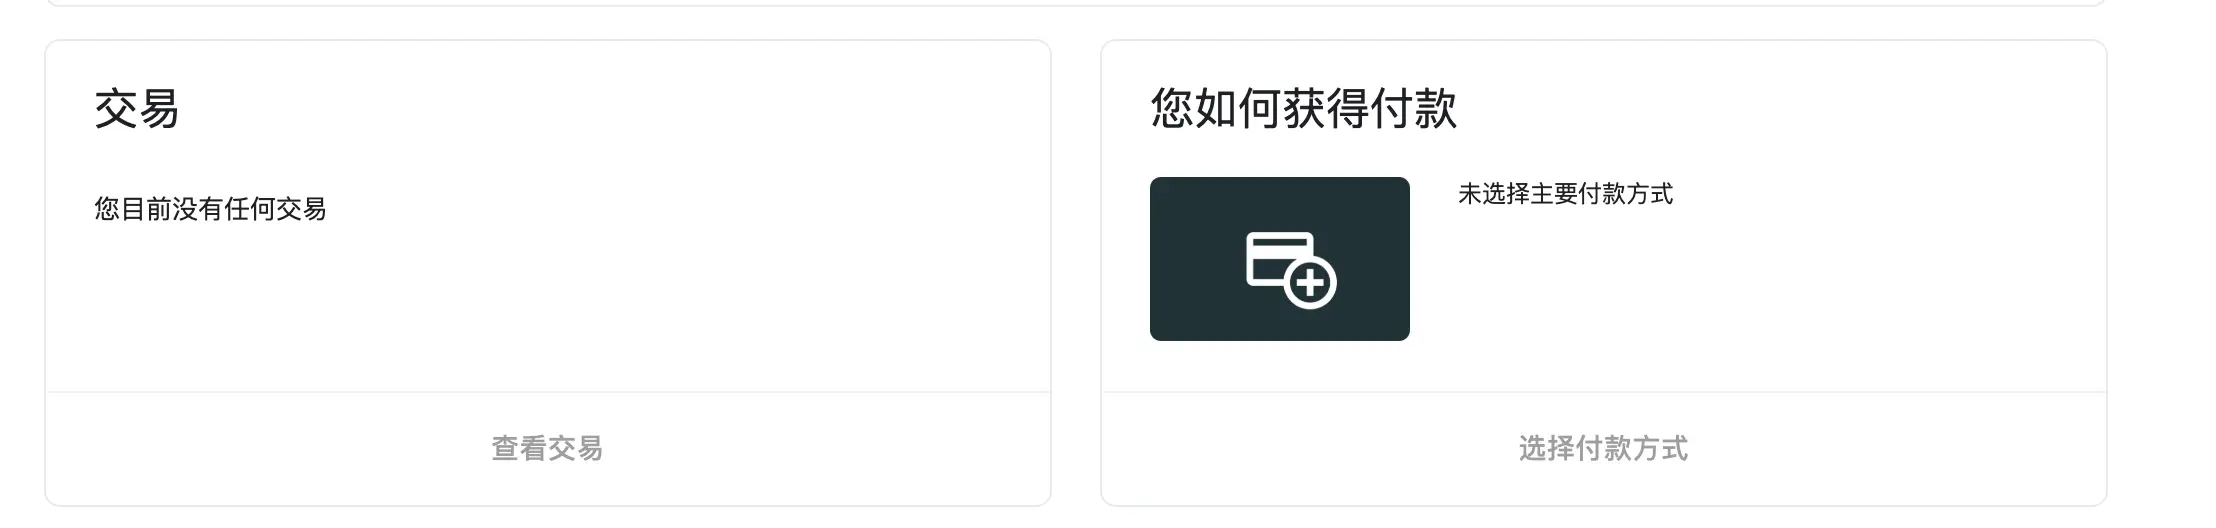 交易
您目前没有任何交易
查看交易
您如何获得付款
未选择主要付款方式
选择付款方式